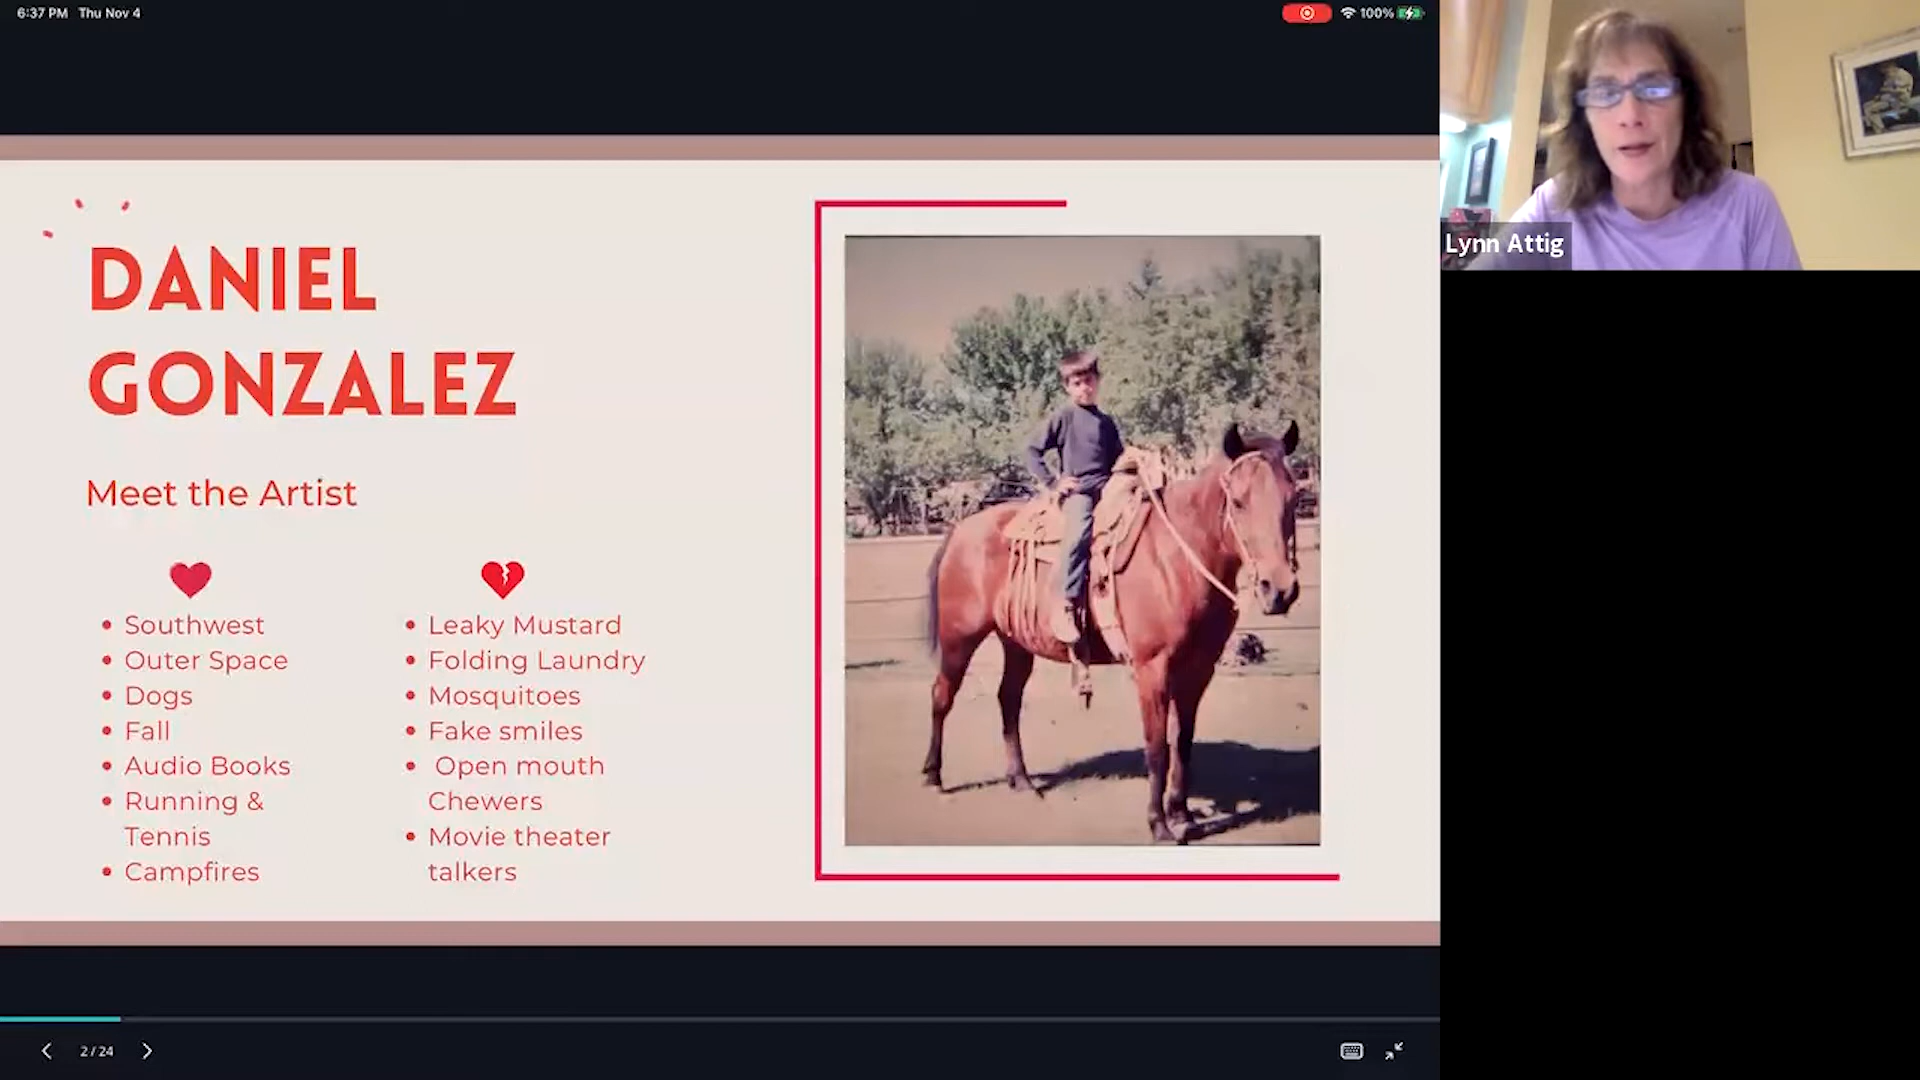 6:37 PM Thu Nov 4
100%
DANIEL
GONZALEZ
Meet the Artist
• Southwest
• Outer Space
• Dogs
• Fall
• Audio Books
• Running &
Tennis
• Campfires
• Leaky Mustard
• Folding Laundry
• Mosquitoes
• Fake smiles
• Open mouth
Chewers
• Movie theater
talkers
Lynn Attig
2 / 24